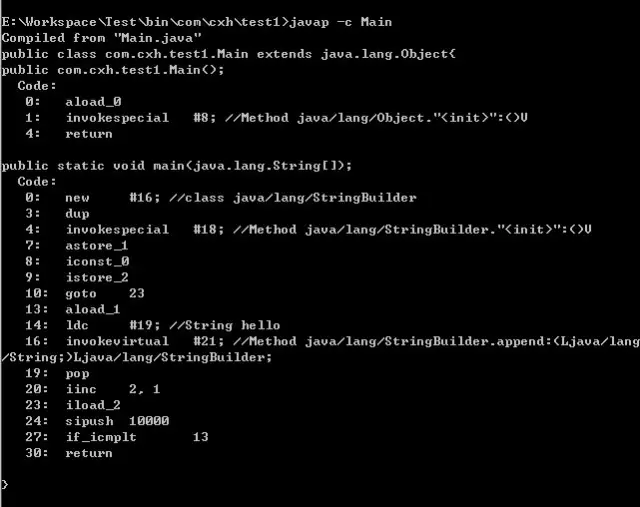 E:\Workspace\Test\bin\com\cxh\test1>javap -c Main
Compiled from "Main.java"
public class com.cxh.test1.Main extends java.lang.Object{
public com.cxh.test1.Main();
  Code:
   0:   aload_0
   1:   invokespecial   #8; //Method java/lang/Object."<init>":()V
   4:   return

public static void main(java.lang.String[]);
  Code:
   0:   new     #16; //class java/lang/StringBuilder
   3:   dup
   4:   invokespecial   #18; //Method java/lang/StringBuilder."<init>":()V
   7:   astore_1
   8:   iconst_0
   9:   istore_2
   10:  goto    23
   13:  aload_1
   14:  ldc     #19; //String hello
   16:  invokevirtual   #21; //Method java/lang/StringBuilder.append:(Ljava/lang
/String;)Ljava/lang/StringBuilder;
   19:  pop
   20:  iinc    2, 1
   23:  iload_2
   24:  sipush  10000
   27:  if_icmplt       13
   30:  return

}